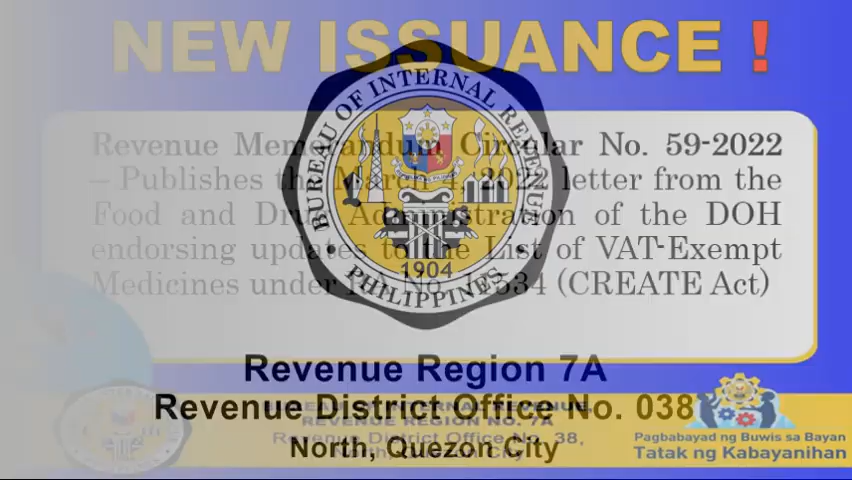 NEW ISSUANCE !
BUREAU OF INTERNAL REVENUE
1904
PHILIPPINES
Revenue Memorandum Circular No. 59-2022
– Publishes the March 4, 2022 letter from the
Food and Drug Administration of the DOH
endorsing updates to the List of VAT-Exempt
Medicines under No. 534 (CREATE Act)
Revenue Region 7A
Revenue District Office No. 038
North, Quezon City
REVENUE REGION NO. 7A
Revenue District Office No. 38,
Pagbabayad ng Buwis sa Bayan
Tatak ng Kabayanihan